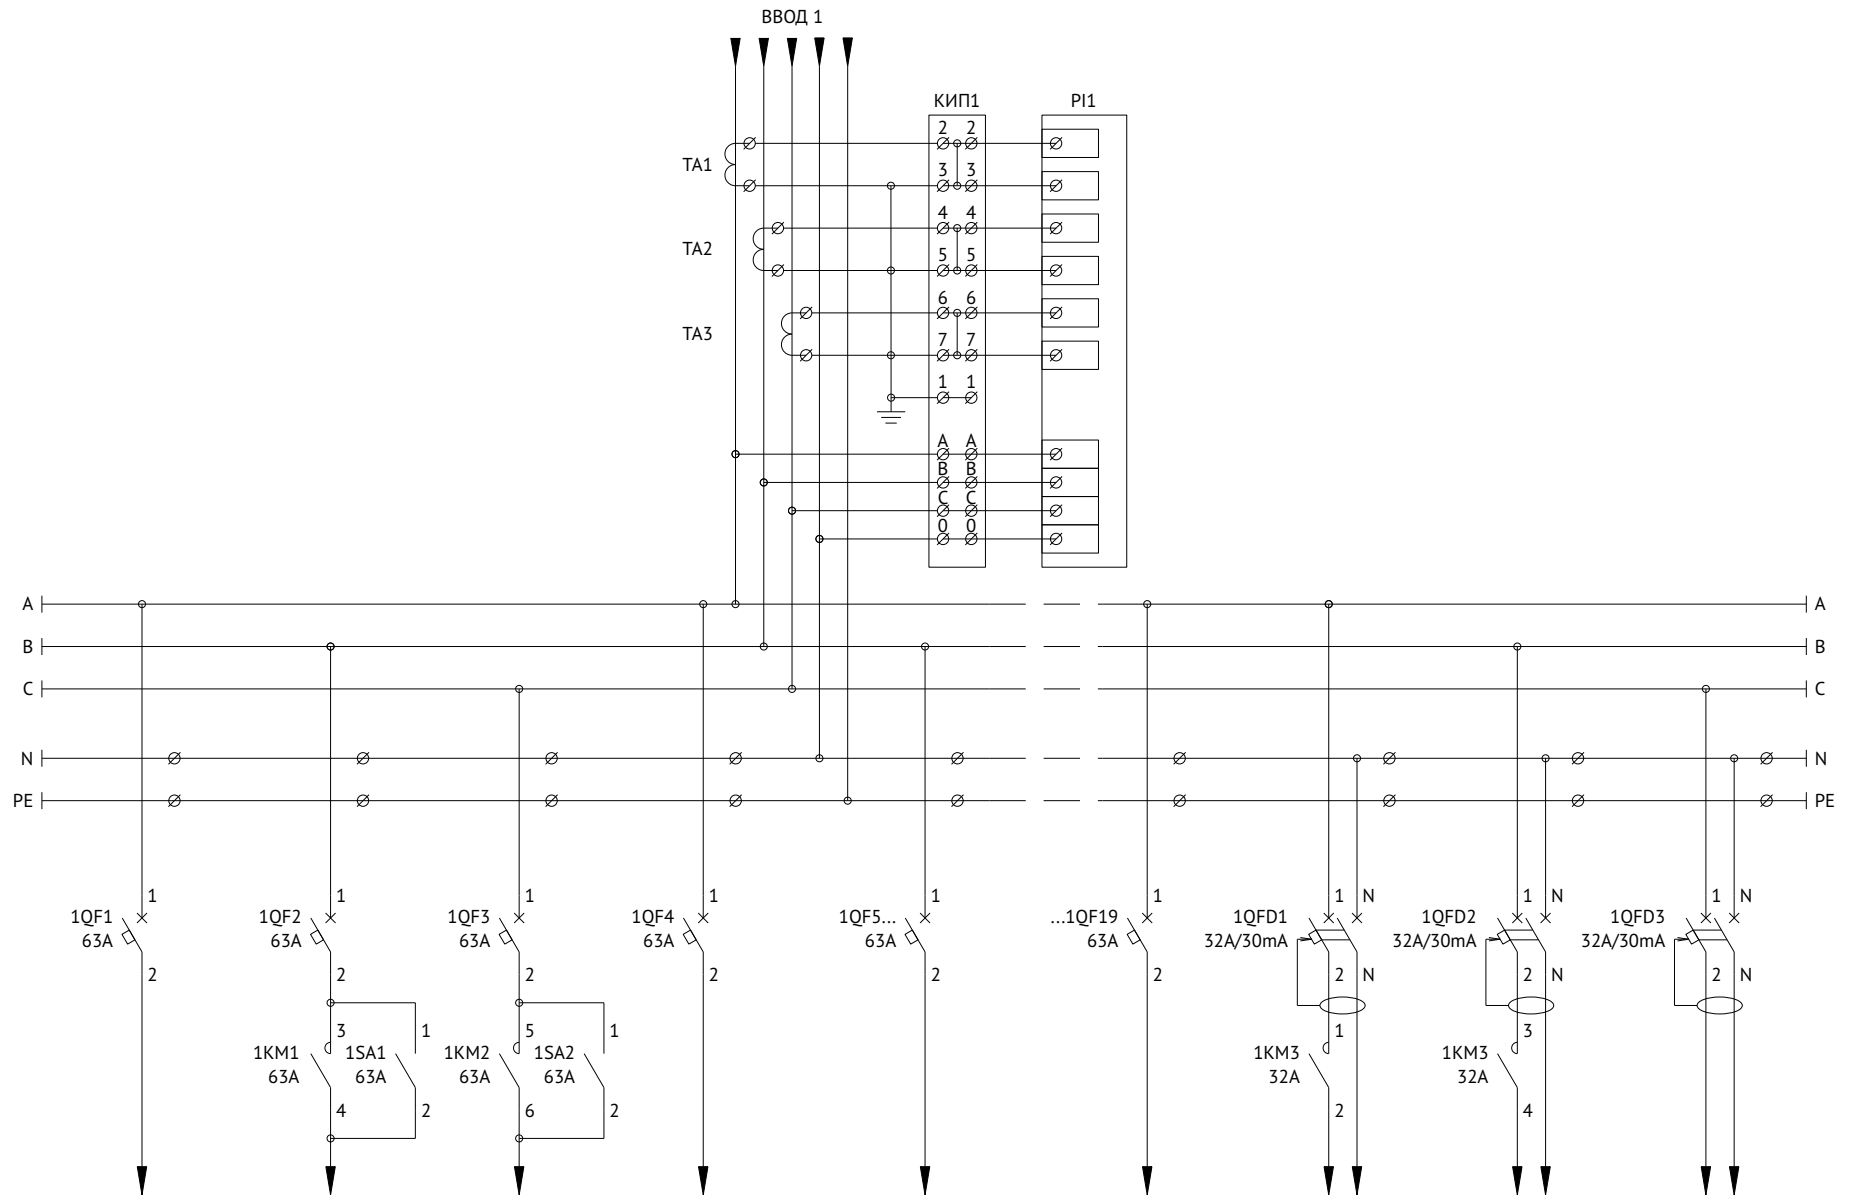 ВВОД 1
КИП1 PI1
2 2
TA1
3 3
4 4
TA2
5 5
6 6
TA3
7 7
1 1
A A
B B
C C
0 0
A A
B B
C C
N N
PE PE
1 1 1 1 1 1 1 N 1 N 1 N
1QF1 1QF2 1QF3 1QF4 1QF5... ...1QF19 1QFD1 1QFD2 1QFD3
63A 63A 63A 63A 63A 63A 32A/30mA 32A/30mA 32A/30mA
2 2 2 2 2 2 2 N 2 N 2 N
3 1 5 1 1 3
1KM1 1SA1 1KM2 1SA2 1KM3 1KM3
63A 63A 63A 63A 32A 32A
4 2 6 2 2 4